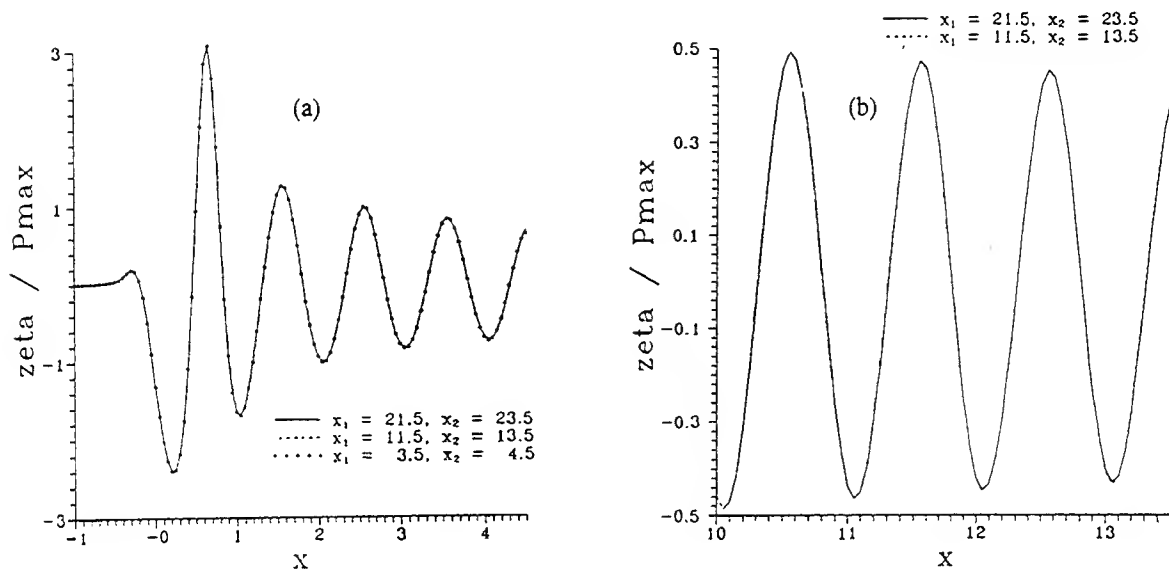 3
1
-1
-3
zeta / Pmax
(a)
x₁ = 21.5, x₂ = 23.5
x₁ = 11.5, x₂ = 13.5
x₁ = 3.5, x₂ = 4.5
-1
-0
1
2
3
4
x
x₁ = 21.5, x₂ = 23.5
x₁ = 11.5, x₂ = 13.5
0.5
0.3
0.1
-0.1
-0.3
-0.5
zeta / Pmax
(b)
10
11
12
13
x